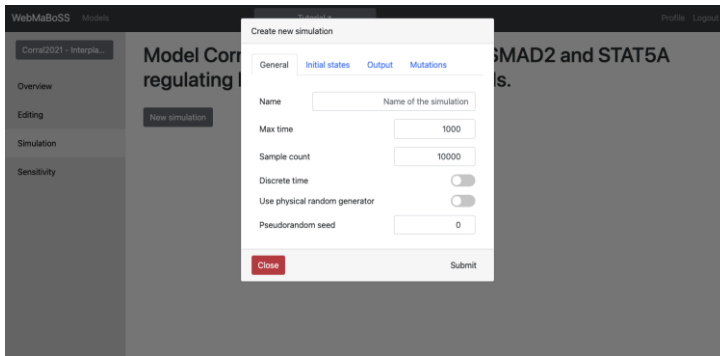 WebMaBoSS Models Tutorial Profile Logout
Create new simulation
Corral2021 - Interpla...
Model Corr SMAD2 and STAT5A
General Initial states Output Mutations
regulating ls.
Overview
Name Name of the simulation
Editing
New simulation
Max time 1000
Simulation
Sample count 10000
Sensitivity
Discrete time
Use physical random generator
Pseudorandom seed 0
Close Submit